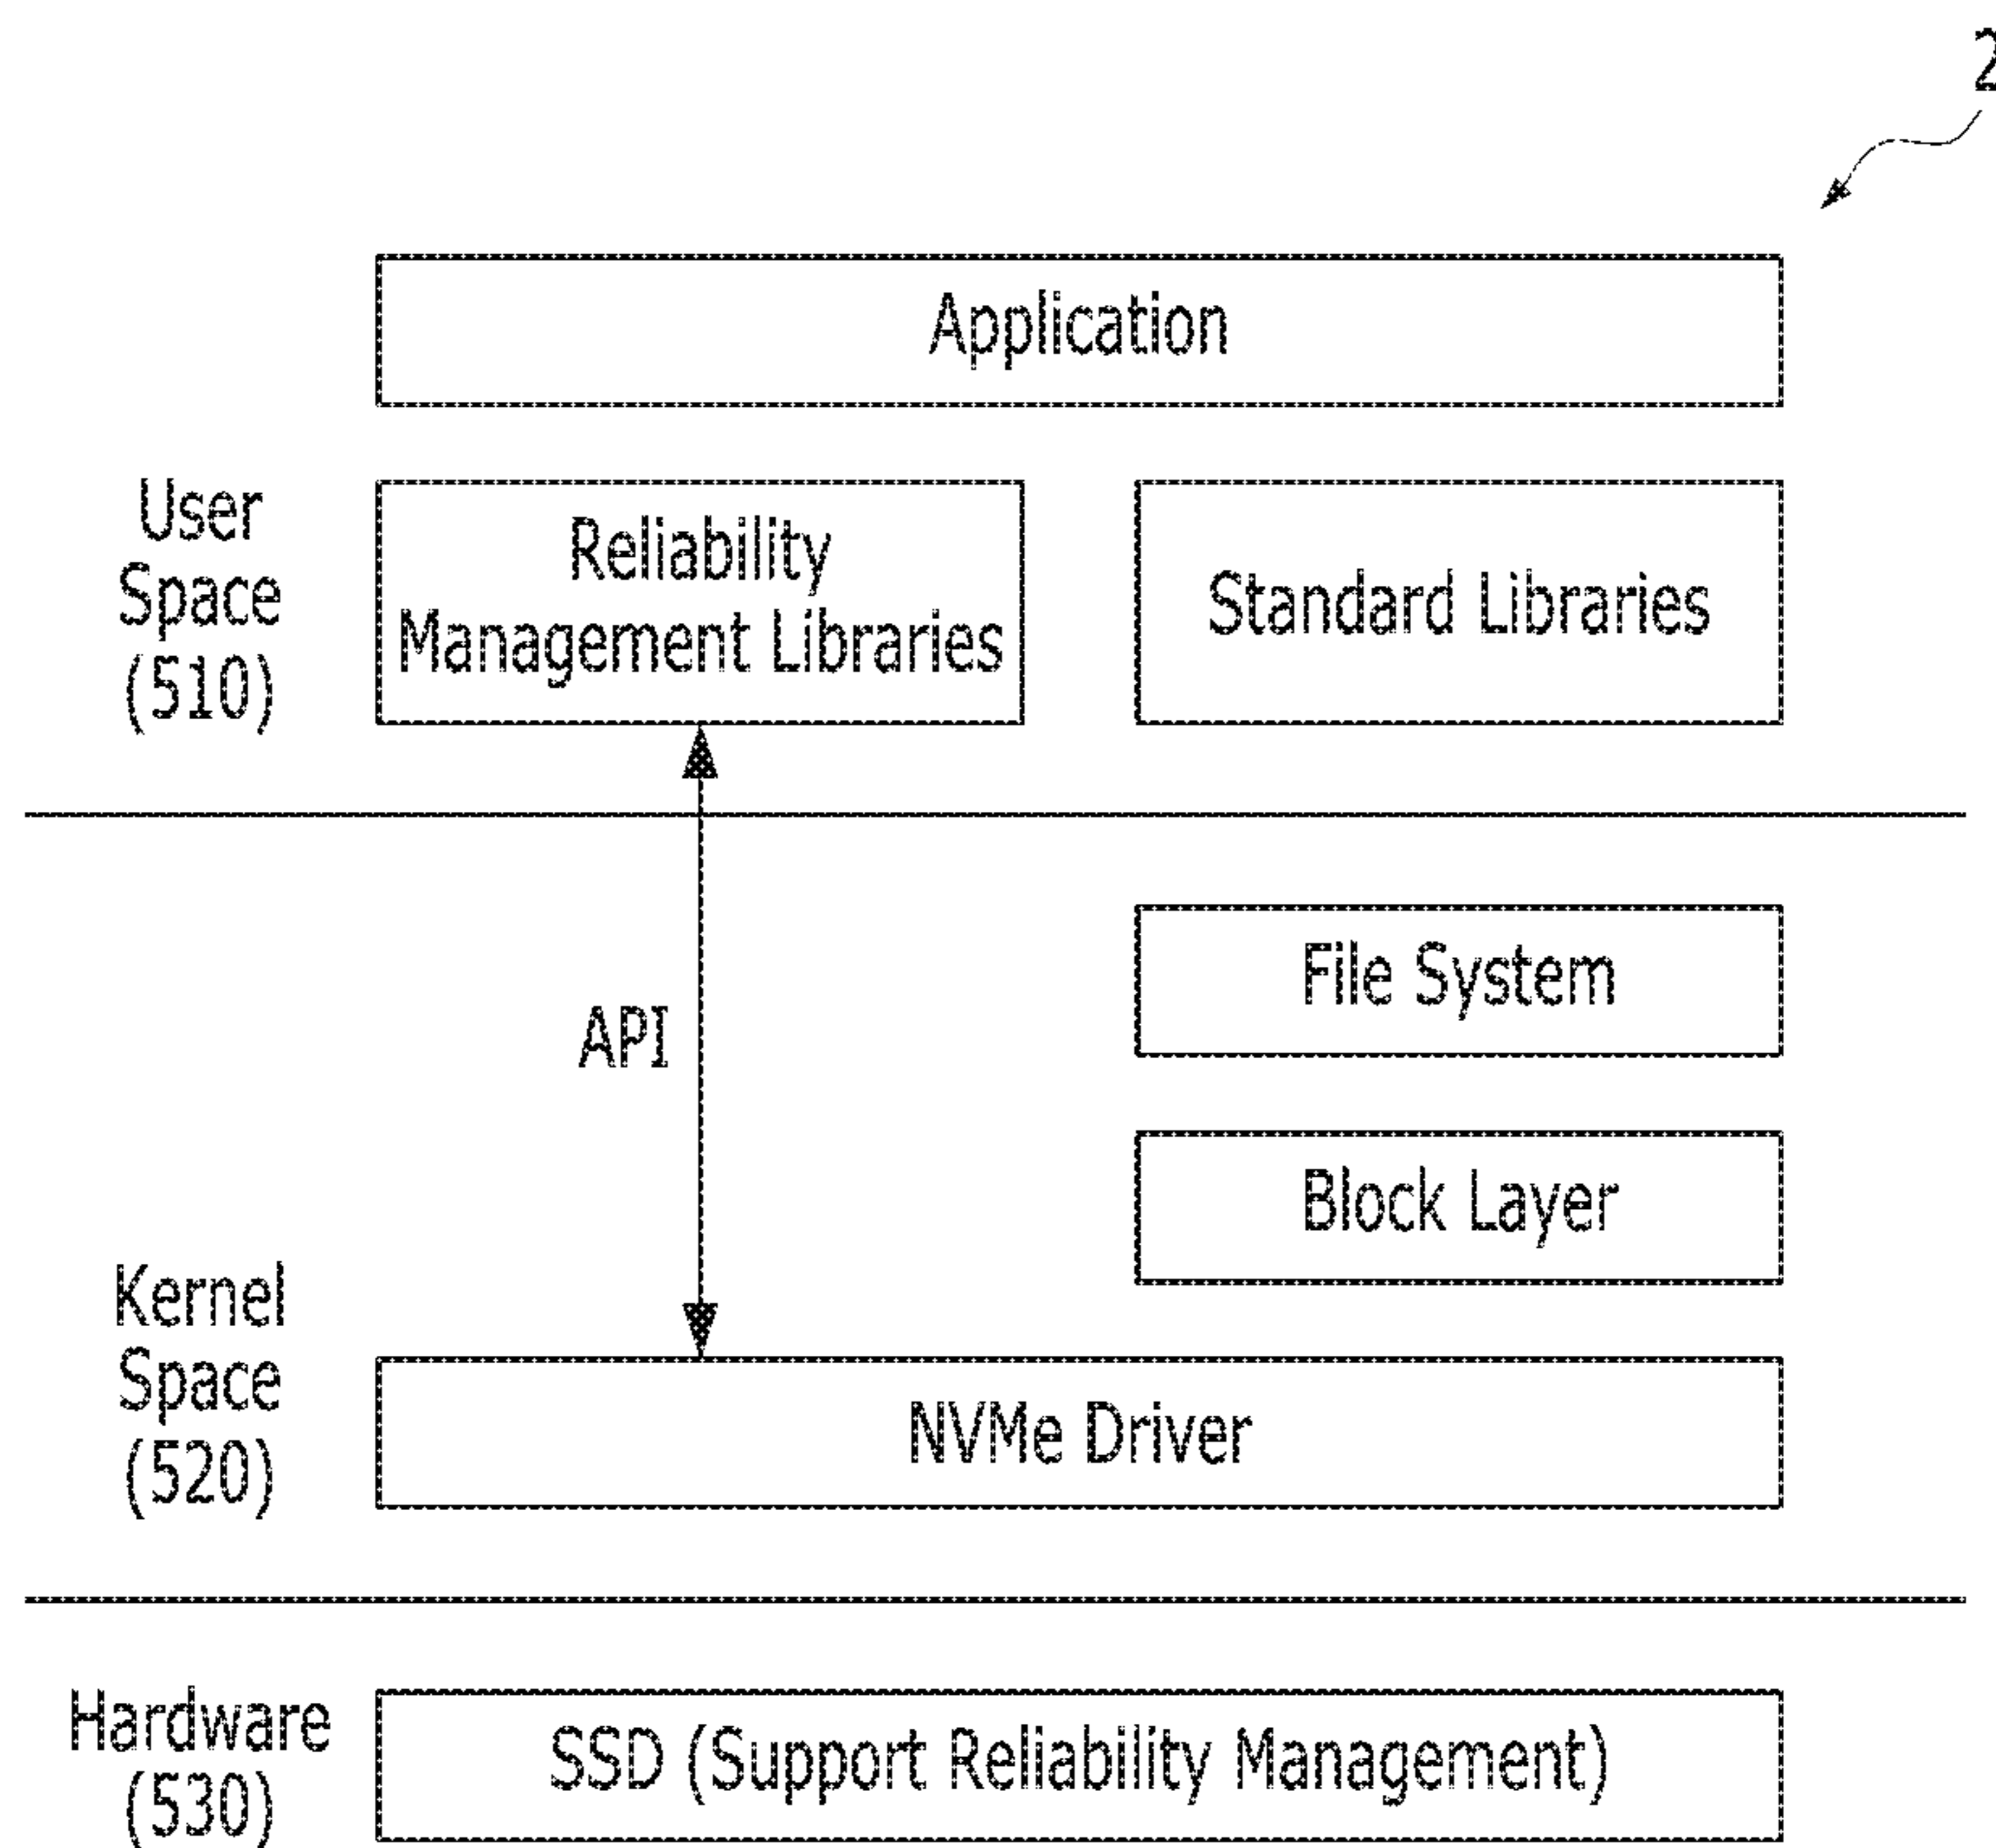 2
Application
User
Space
(510)
Reliability
Management Libraries
Standard Libraries
API
File System
Block Layer
Kernel
Space
(520)
NVMe Driver
Hardware
(530)
SSD (Support Reliability Management)